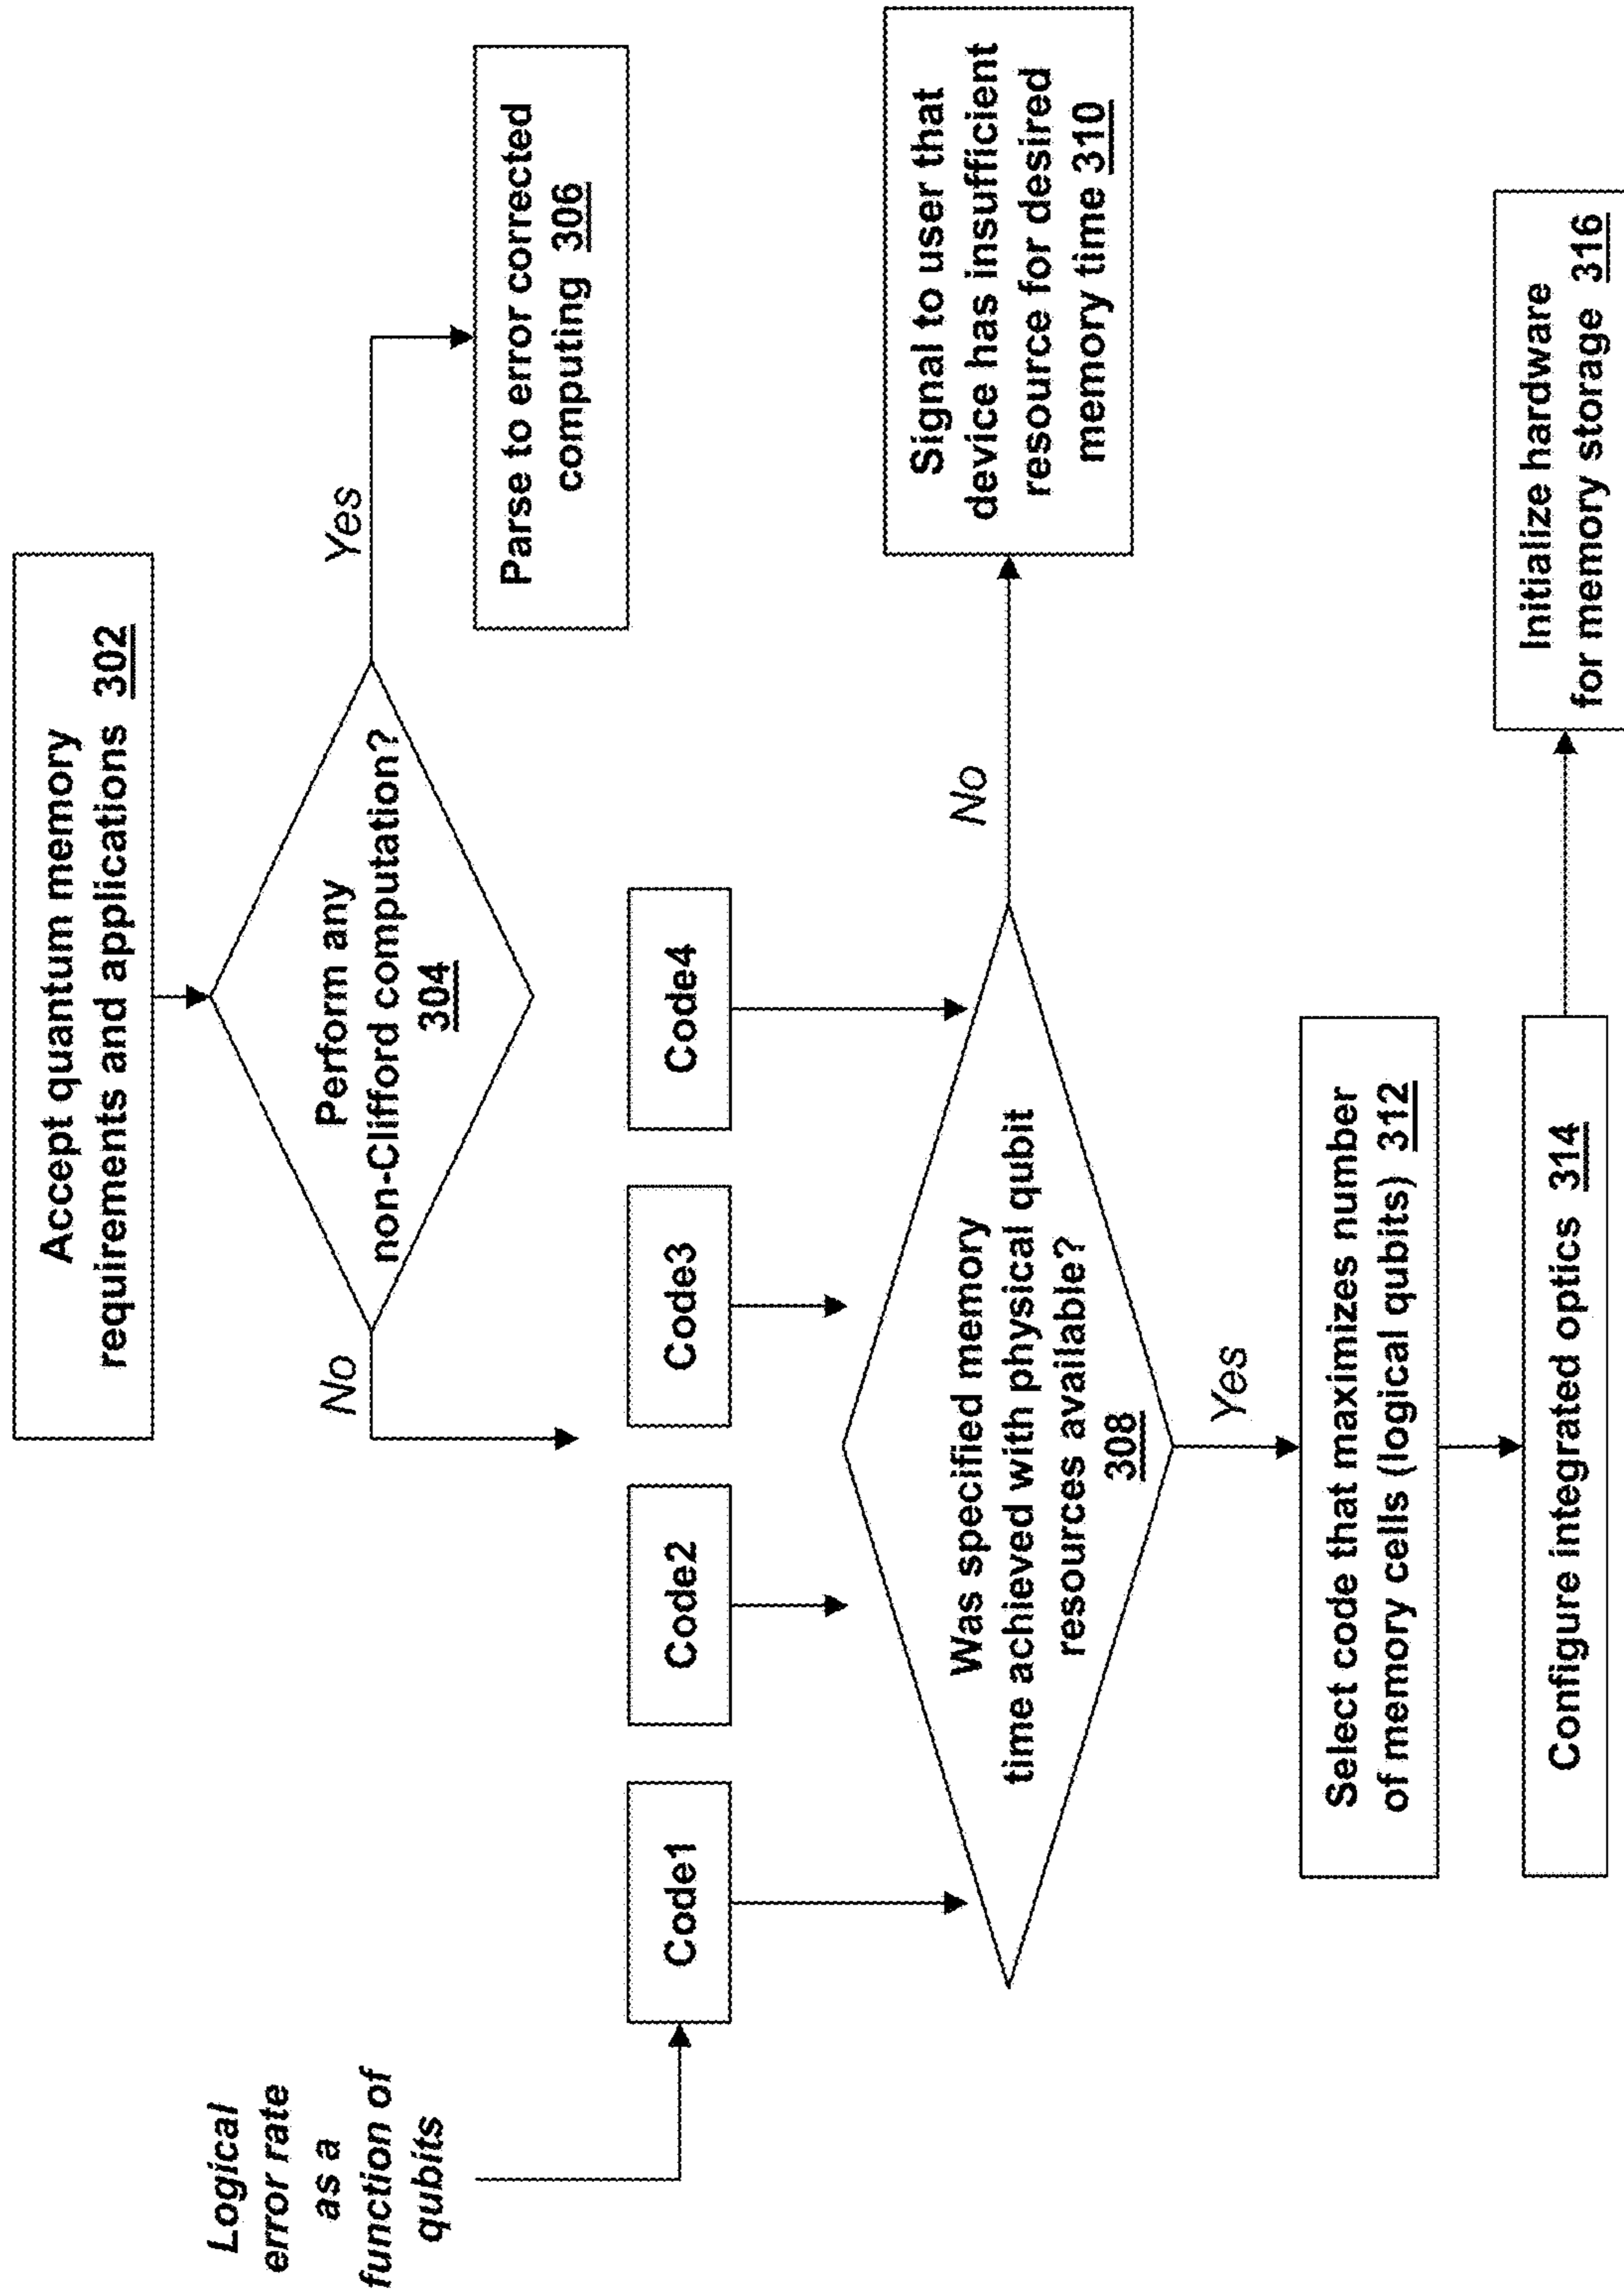 Accept quantum memory
requirements and applications 302
Perform any
non-Clifford computation?
304
No
Yes
Parse to error corrected
computing 306
Logical
error rate
as a
function of
qubits
Code1
Code2
Code3
Code4
Was specified memory
time achieved with physical qubit
resources available?
308
No
Signal to user that
device has insufficient
resource for desired
memory time 310
Yes
Select code that maximizes number
of memory cells (logical qubits) 312
Configure integrated optics 314
Initialize hardware
for memory storage 316